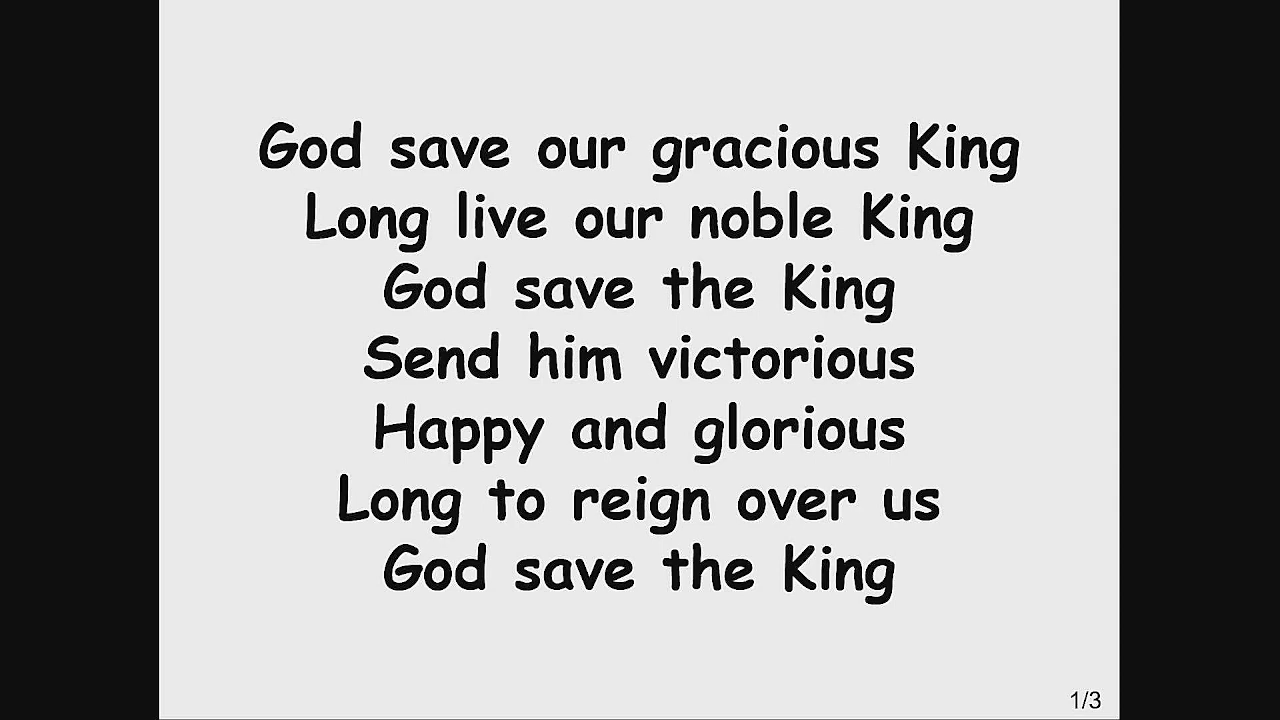 God save our gracious King
Long live our noble King
God save the King
Send him victorious
Happy and glorious
Long to reign over us
God save the King
1/3